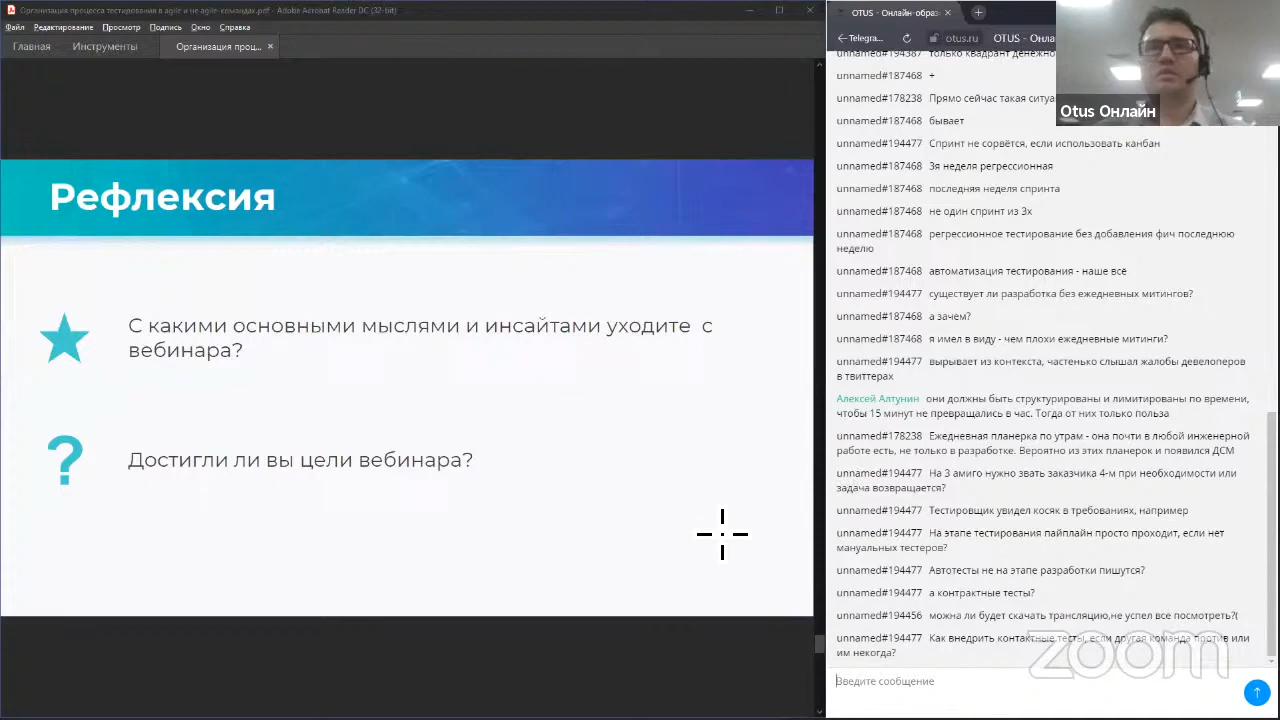 Организация процесса тестирования в agile и не agile-командах.pdf - Adobe Acrobat Reader DC (32-bit)
Файл Редактирование Просмотр Подпись Окно Справка
Главная Инструменты Организация проц... ×
Рефлексия
С какими основными мыслями и инсайтами уходите с
вебинара?
? Достигли ли вы цели вебинара?
OTUS - Онлайн-образ
Telegra... otus.ru OTUS - Онла
Otus Онлайн
unnamed#194387 только квадрант денежно
unnamed#187468 +
unnamed#178238 Прямо сейчас такая ситуа
unnamed#187468 бывает
unnamed#194477 Спринт не сорвётся, если использовать канбан
unnamed#187468 3я неделя регрессионная
unnamed#187468 последняя неделя спринта
unnamed#187468 не один спринт из 3х
unnamed#187468 регрессионное тестирование без добавления фич последнюю
неделю
unnamed#187468 автоматизация тестирования - наше всё
unnamed#194477 существует ли разработка без ежедневных митингов?
unnamed#187468 а зачем?
unnamed#187468 я имел в виду - чем плохи ежедневные митинги?
unnamed#194477 вырывает из контекста, частенько слышал жалобы девелоперов
в твиттерах
Алексей Алтунин они должны быть структурированы и лимитированы по времени,
чтобы 15 минут не превращались в час. Тогда от них только польза
unnamed#178238 Ежедневная планерка по утрам - она почти в любой инженерной
работе есть, не только в разработке. Вероятно из этих планерок и появился ДСМ
unnamed#194477 На 3 амиго нужно звать заказчика 4-м при необходимости или
задача возвращается?
unnamed#194477 Тестировщик увидел косяк в требованиях, например
unnamed#194477 На этапе тестирования пайплайн просто проходит, если нет
мануальных тестеров?
unnamed#194477 Автотесты не на этапе разработки пишутся?
unnamed#194477 а контрактные тесты?
unnamed#194456 можна ли будет скачать трансляцию,не успел все посмотреть?(
unnamed#194477 Как внедрить контактные тесты, если другая команда против или
им некогда?
zoom
Введите сообщение